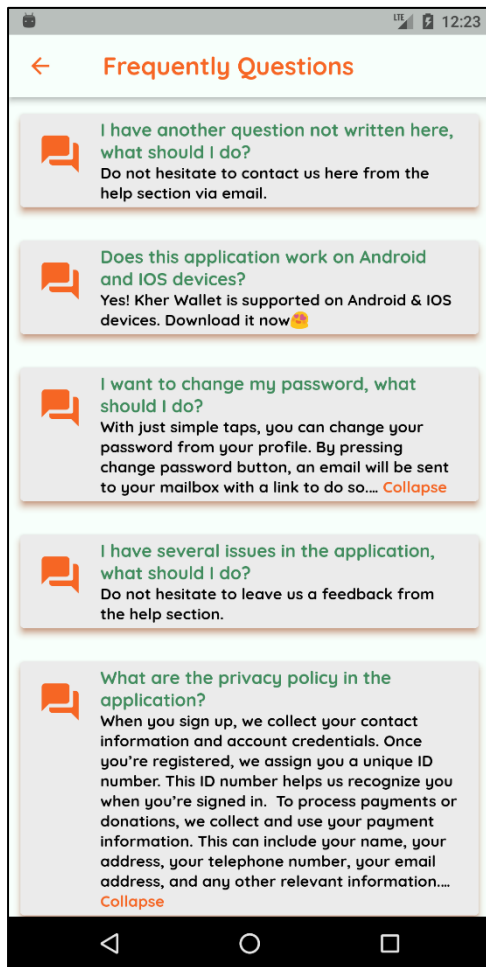 LTE 12:23
Frequently Questions
I have another question not written here,
what should I do?
Do not hesitate to contact us here from the
help section via email.
Does this application work on Android
and IOS devices?
Yes! Kher Wallet is supported on Android & IOS
devices. Download it now😍
I want to change my password, what
should I do?
With just simple taps, you can change your
password from your profile. By pressing
change password button, an email will be sent
to your mailbox with a link to do so.... Collapse
I have several issues in the application,
what should I do?
Do not hesitate to leave us a feedback from
the help section.
What are the privacy policy in the
application?
When you sign up, we collect your contact
information and account credentials. Once
you're registered, we assign you a unique ID
number. This ID number helps us recognize you
when you're signed in.  To process payments or
donations, we collect and use your payment
information. This can include your name, your
address, your telephone number, your email
address, and any other relevant information....
Collapse